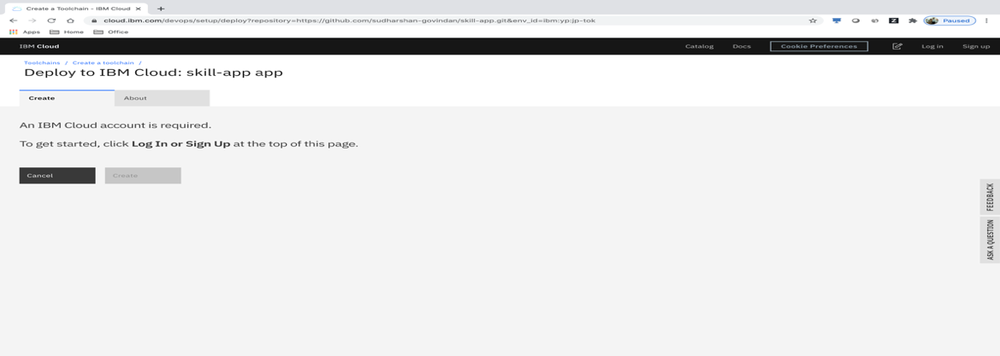 Create a Toolchain - IBM Cloud
cloud.ibm.com/devops/setup/deploy?repository=https://github.com/sudharshan-govindan/skill-app.git&env_id=ibm:yp:jp-tok
Z
Paused
Apps Home Office
IBM Cloud Catalog Docs Cookie Preferences Log in Sign up
Toolchains / Create a toolchain /
Deploy to IBM Cloud: skill-app app
Create About
An IBM Cloud account is required.
To get started, click Log In or Sign Up at the top of this page.
Cancel Create
FEEDBACK
ASK A QUESTION